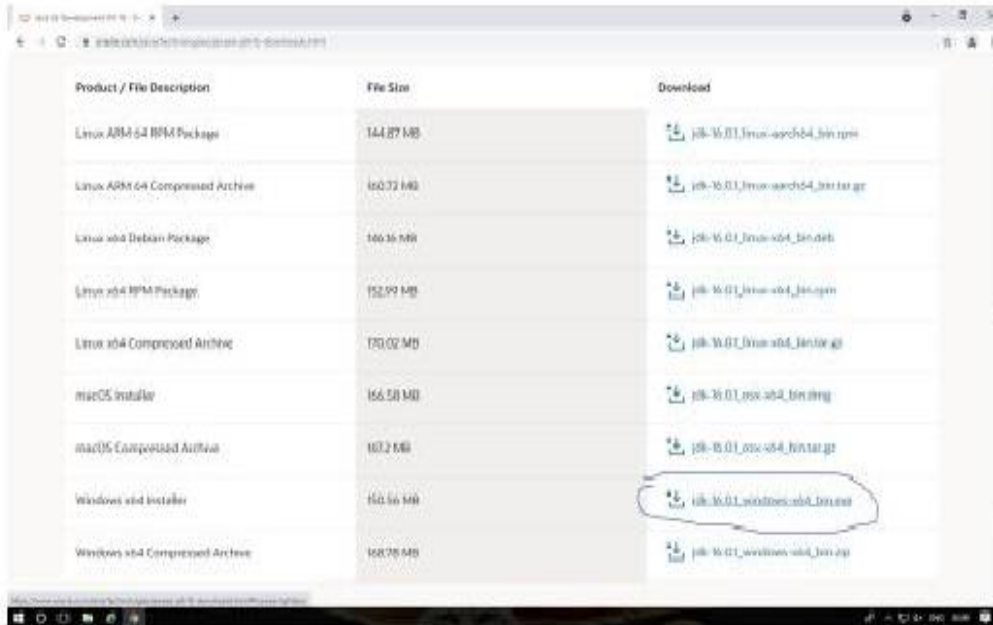 Product / File Description File Size Download
Linux ARM 64 RPM Package 144.87 MB jdk-16.0.1_linux-aarch64_bin.rpm
Linux ARM 64 Compressed Archive 160.72 MB jdk-16.0.1_linux-aarch64_bin.tar.gz
Linux x64 Debian Package 146.16 MB jdk-16.0.1_linux-x64_bin.deb
Linux x64 RPM Package 152.99 MB jdk-16.0.1_linux-x64_bin.rpm
Linux x64 Compressed Archive 170.02 MB jdk-16.0.1_linux-x64_bin.tar.gz
macOS Installer 166.58 MB jdk-16.0.1_osx-x64_bin.dmg
macOS Compressed Archive 167.2 MB jdk-16.0.1_osx-x64_bin.tar.gz
Windows x64 Installer 150.56 MB jdk-16.0.1_windows-x64_bin.exe
Windows x64 Compressed Archive 168.78 MB jdk-16.0.1_windows-x64_bin.zip